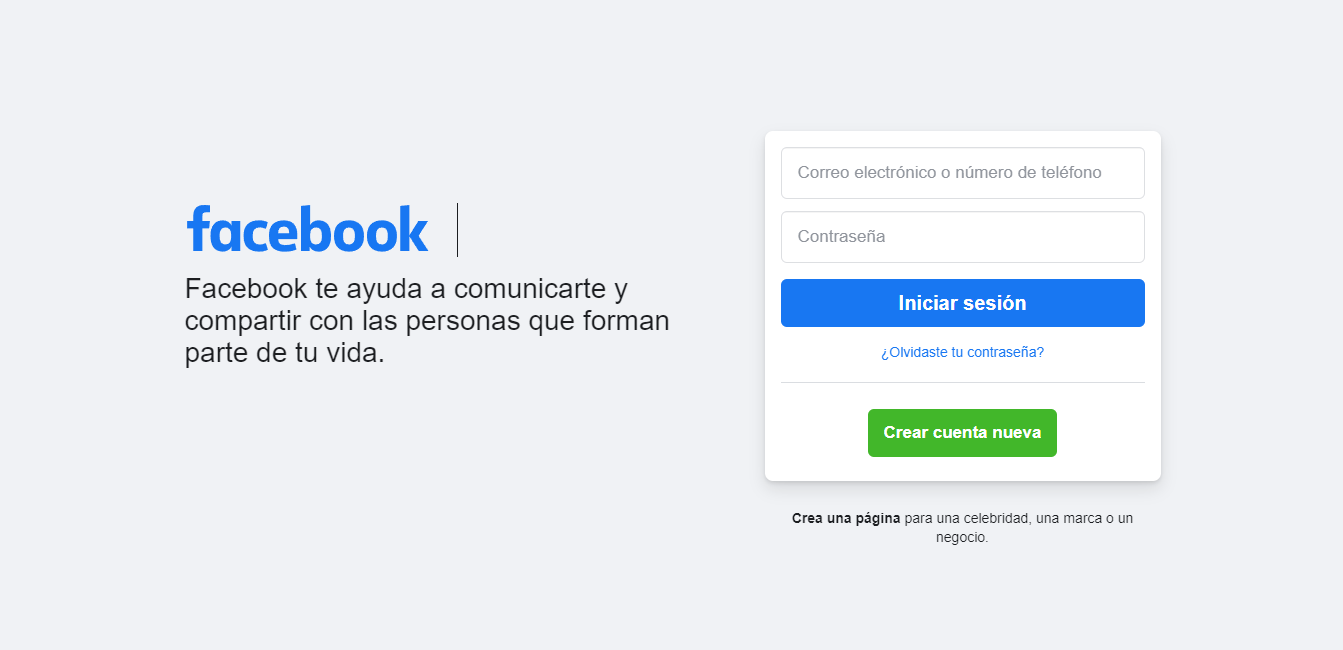 facebook
Facebook te ayuda a comunicarte y
compartir con las personas que forman
parte de tu vida.
Correo electrónico o número de teléfono
Contraseña
Iniciar sesión
¿Olvidaste tu contraseña?
Crear cuenta nueva
Crea una página para una celebridad, una marca o un
negocio.